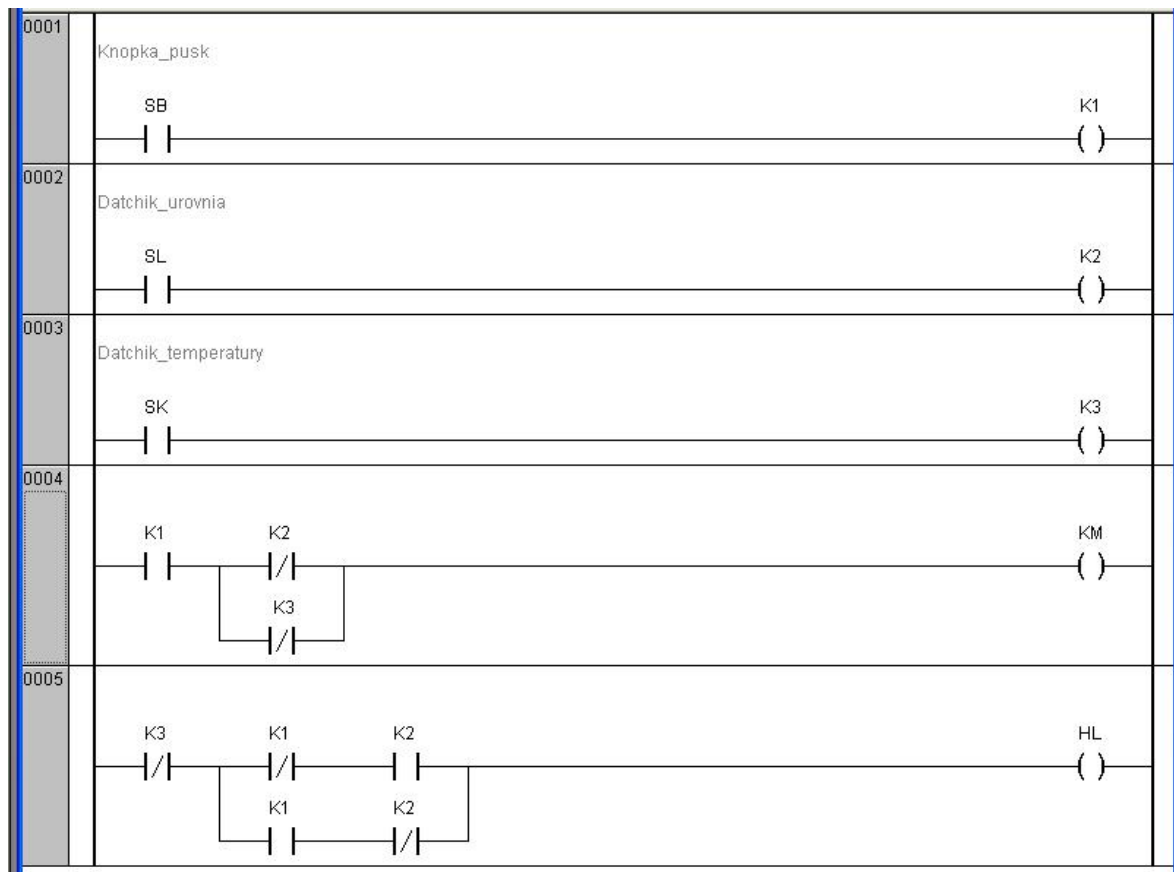 0001
Knopka_pusk
SB K1
0002
Datchik_urovnia
SL K2
0003
Datchik_temperatury
SK K3
0004
K1 K2 KM
K3
0005
K3 K1 K2 HL
K1 K2